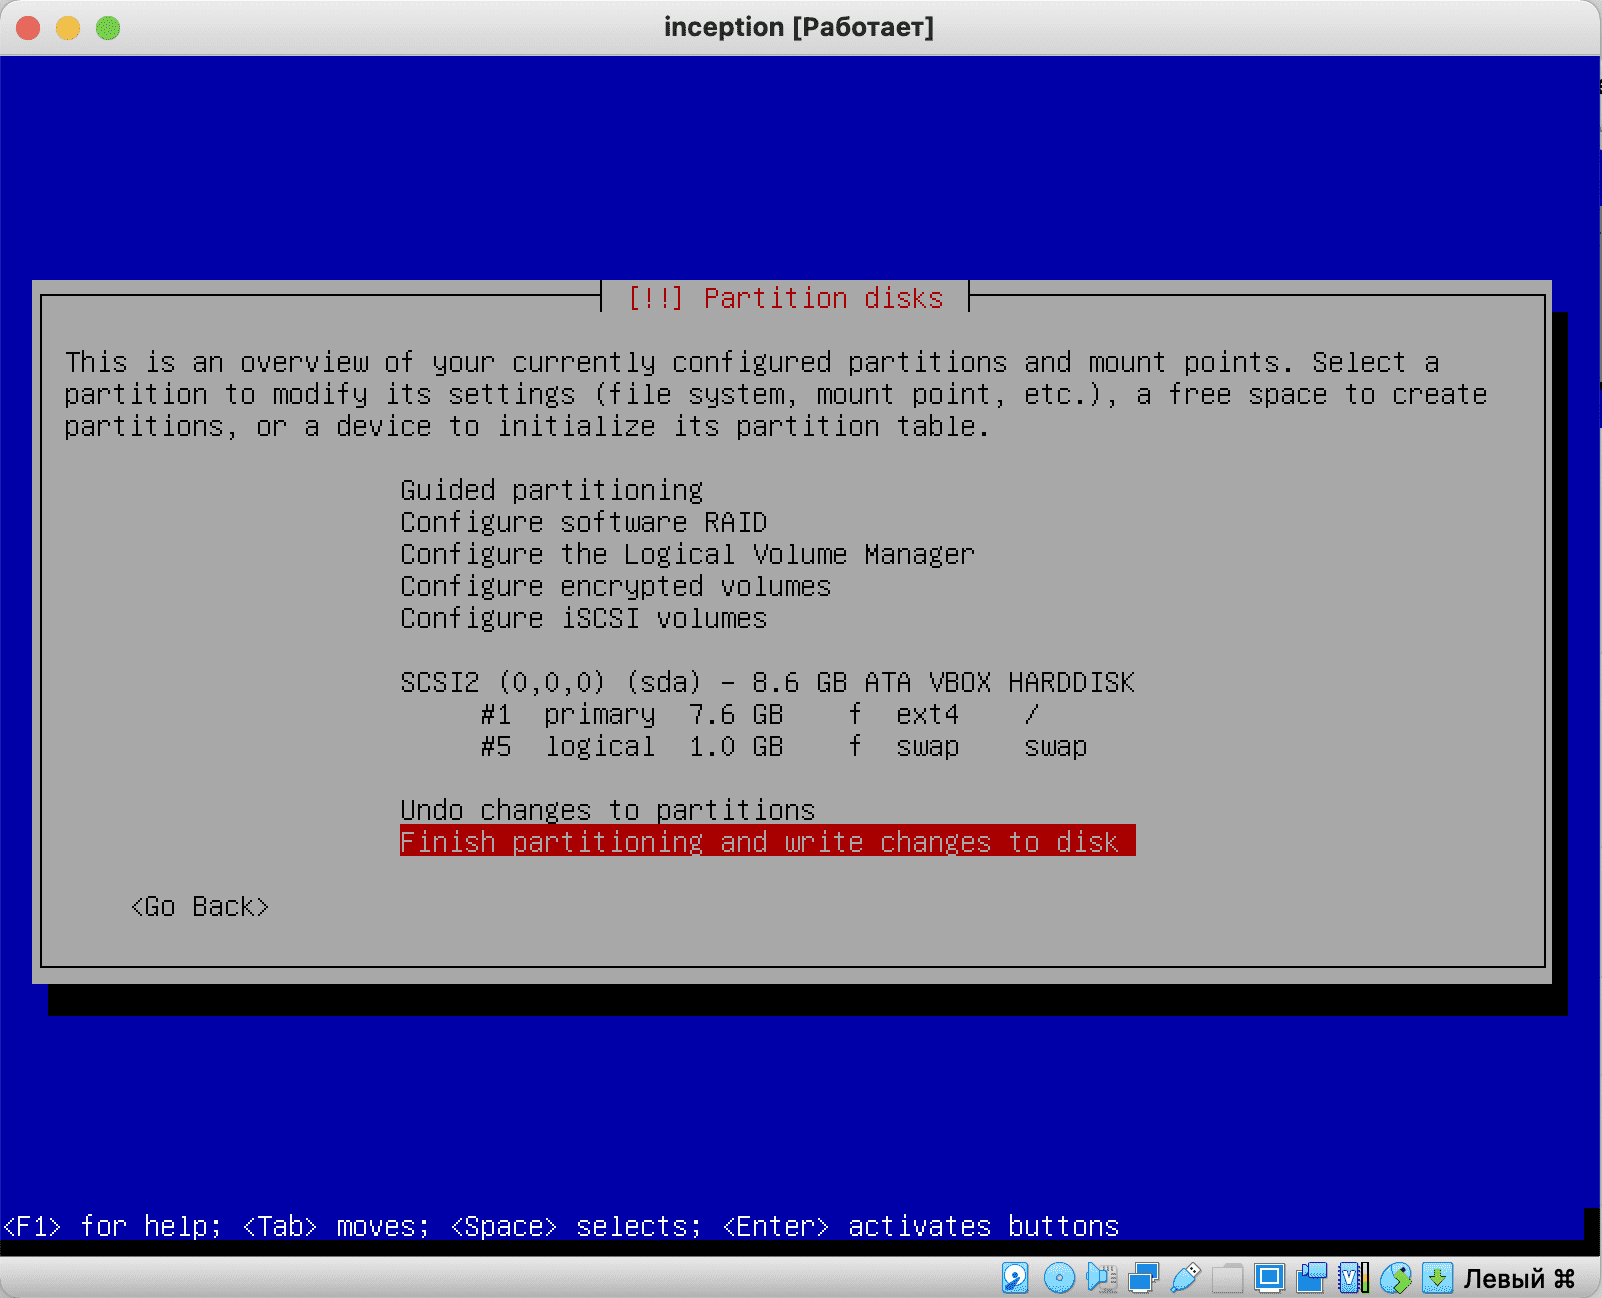 inception [Работает]
[!!] Partition disks
This is an overview of your currently configured partitions and mount points. Select a
partition to modify its settings (file system, mount point, etc.), a free space to create
partitions, or a device to initialize its partition table.
Guided partitioning
Configure software RAID
Configure the Logical Volume Manager
Configure encrypted volumes
Configure iSCSI volumes
SCSI2 (0,0,0) (sda) - 8.6 GB ATA VBOX HARDDISK
#1 primary 7.6 GB f ext4 /
#5 logical 1.0 GB f swap swap
Undo changes to partitions
Finish partitioning and write changes to disk
<Go Back>
<F1> for help; <Tab> moves; <Space> selects; <Enter> activates buttons
Левый ⌘